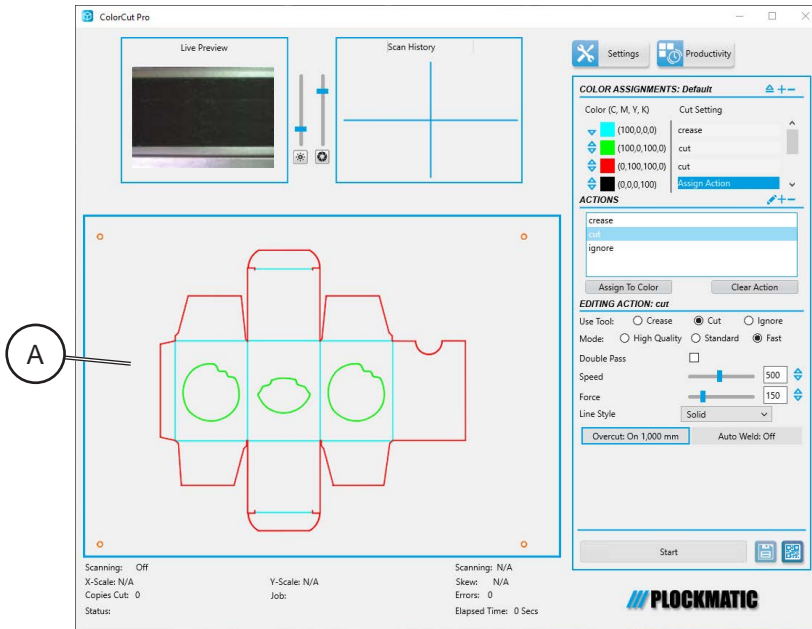 ColorCut Pro
Live Preview
Scan History
Settings
Productivity
COLOR ASSIGNMENTS: Default
Color (C, M, Y, K) Cut Setting
(100,0,0,0) crease
(100,0,100,0) cut
(0,100,100,0) cut
(0,0,0,100) Assign Action
ACTIONS
crease
cut
ignore
Assign To Color Clear Action
EDITING ACTION: cut
Use Tool: Crease Cut Ignore
Mode: High Quality Standard Fast
Double Pass
Speed 500
Force 150
Line Style Solid
Overcut: On 1,000 mm Auto Weld: Off
Start
A
Scanning: Off Scanning: N/A
X-Scale: N/A Y-Scale: N/A Skew: N/A
Copies Cut: 0 Job: Errors: 0
Status: Elapsed Time: 0 Secs
PLOCKMATIC